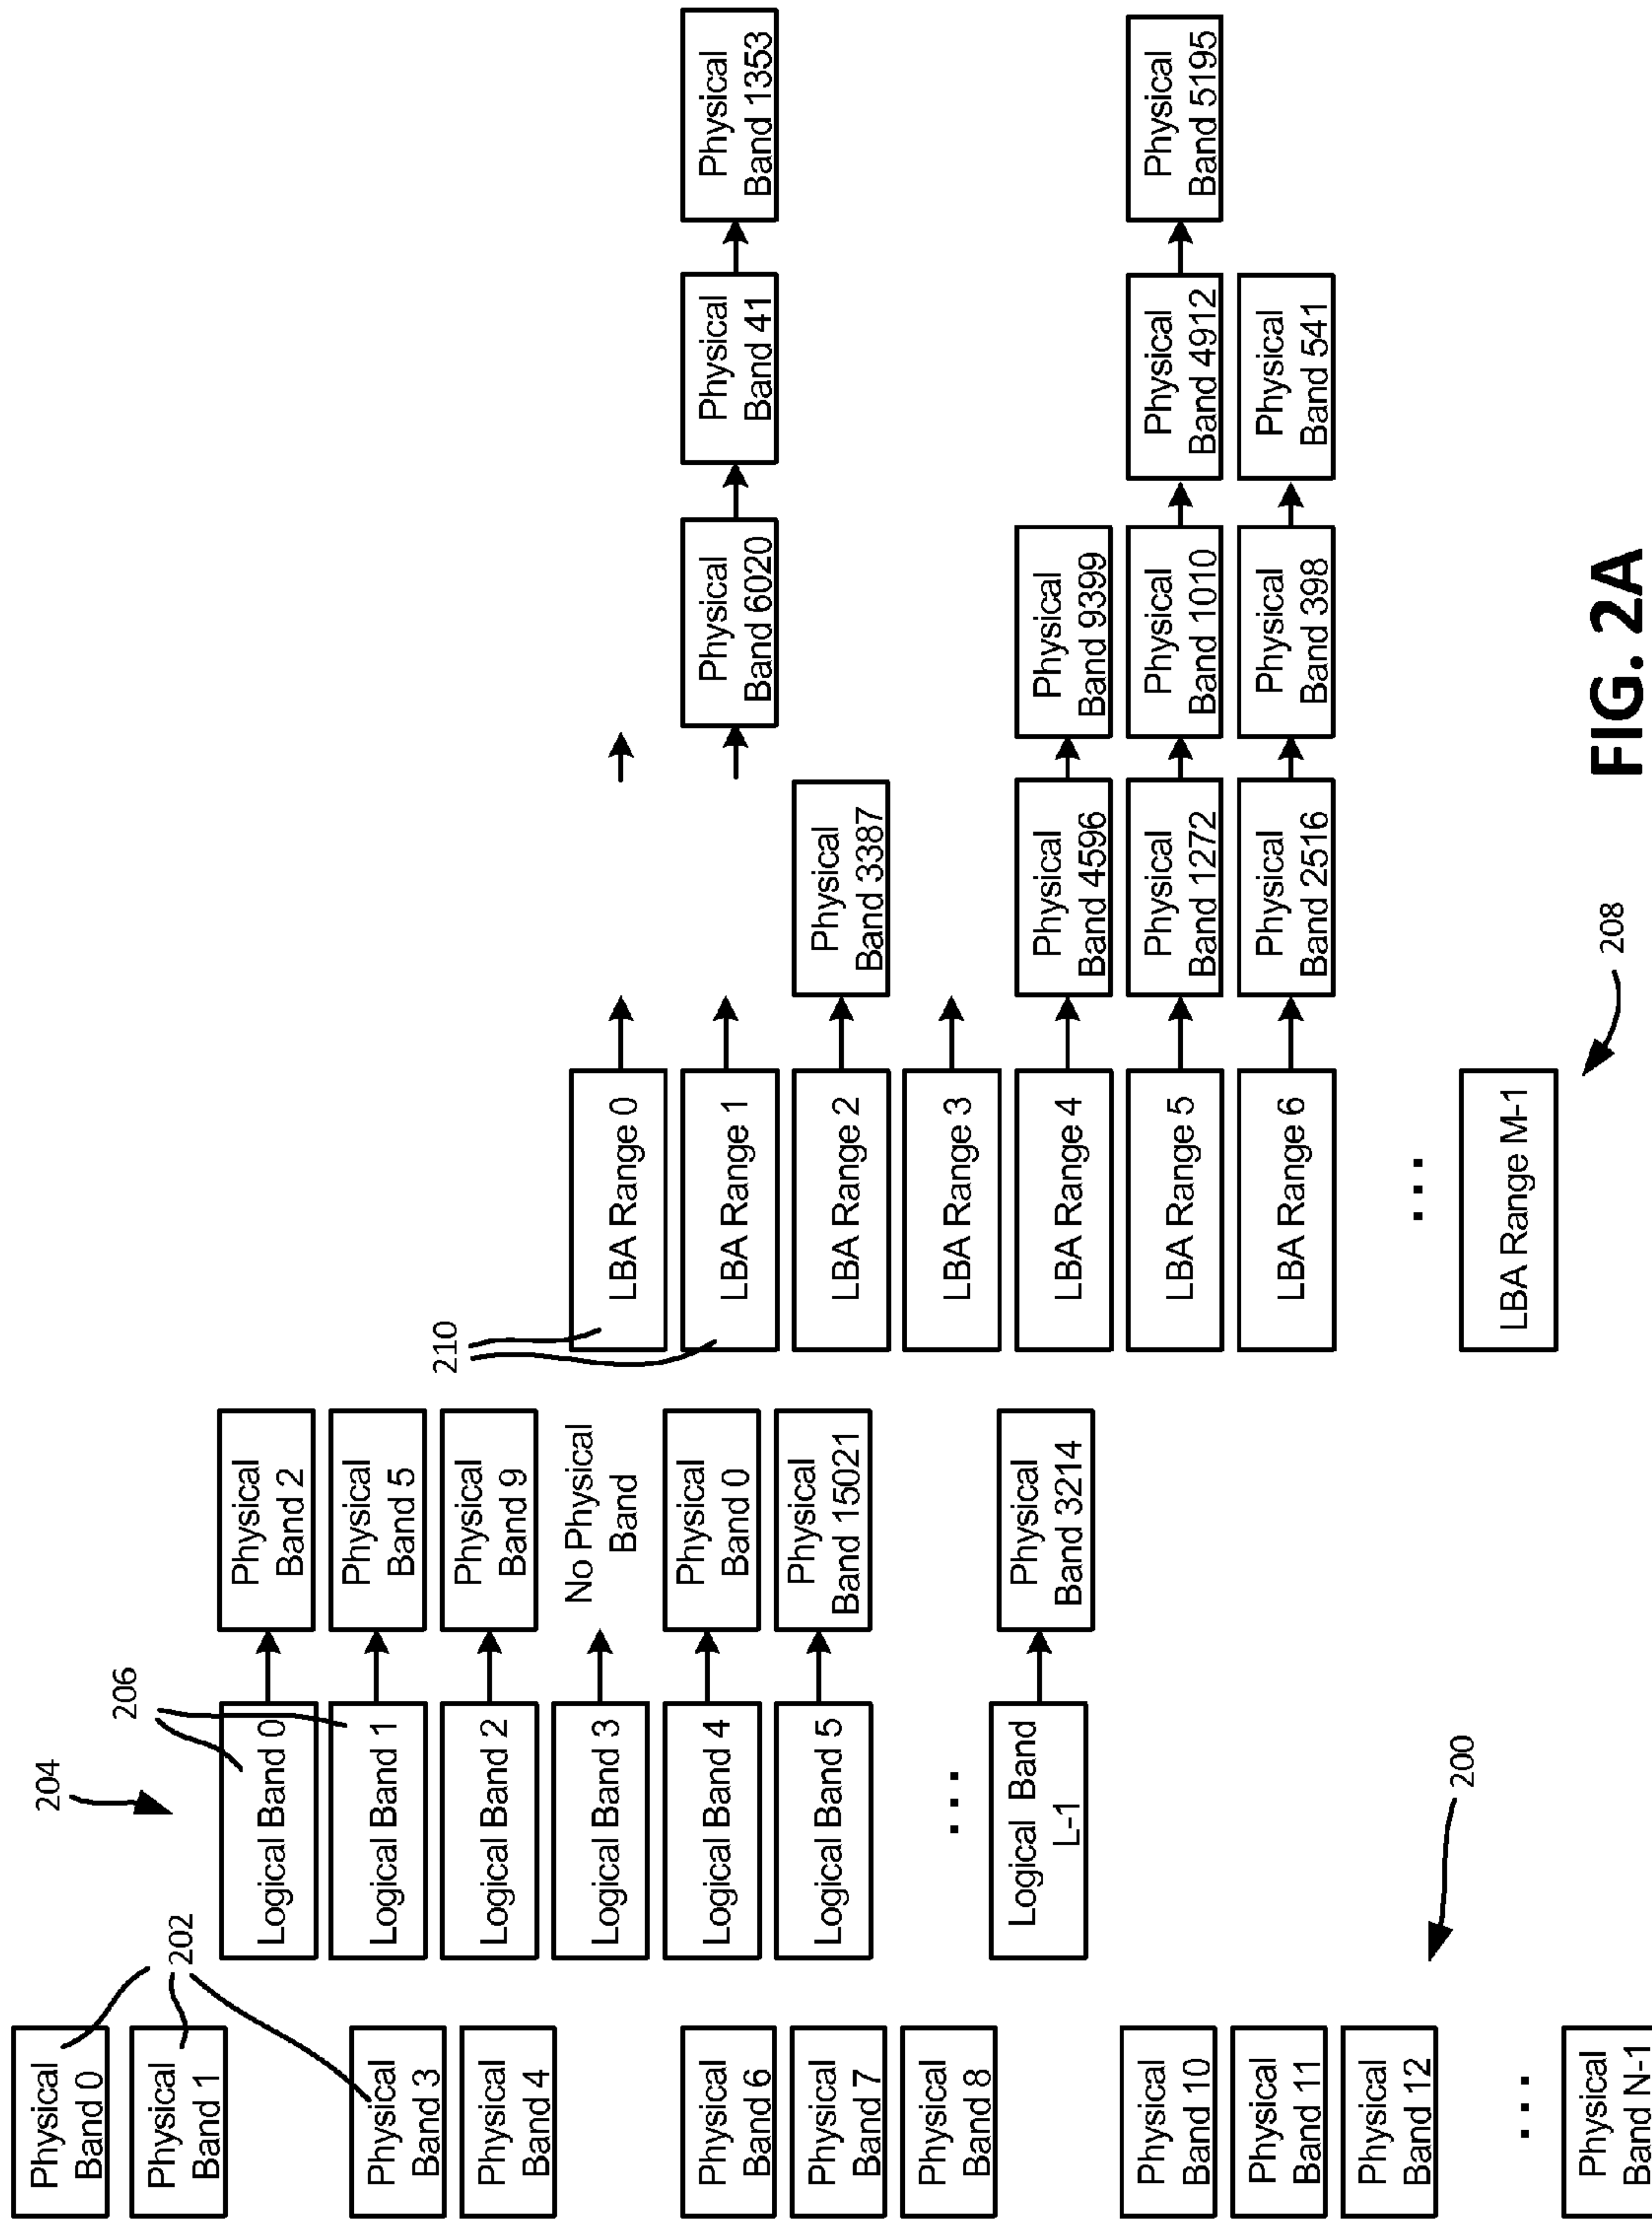 Physical
Band 0
Physical
Band 1
Physical
Band 3
Physical
Band 4
Physical
Band 6
Physical
Band 7
Physical
Band 8
Physical
Band 10
Physical
Band 11
Physical
Band 12
...
Physical
Band N-1
202
200
204
206
Logical Band 0
Physical
Band 2
Logical Band 1
Physical
Band 5
Logical Band 2
Physical
Band 9
Logical Band 3
No Physical
Band
Logical Band 4
Physical
Band 0
Logical Band 5
Physical
Band 15021
...
Logical Band
L-1
Physical
Band 3214
210
LBA Range 0
LBA Range 1
Physical
Band 6020
Physical
Band 41
Physical
Band 1353
LBA Range 2
Physical
Band 3387
LBA Range 3
LBA Range 4
Physical
Band 4596
Physical
Band 9399
LBA Range 5
Physical
Band 1272
Physical
Band 1010
Physical
Band 4912
Physical
Band 5195
LBA Range 6
Physical
Band 2516
Physical
Band 398
Physical
Band 541
...
LBA Range M-1
208
FIG. 2A